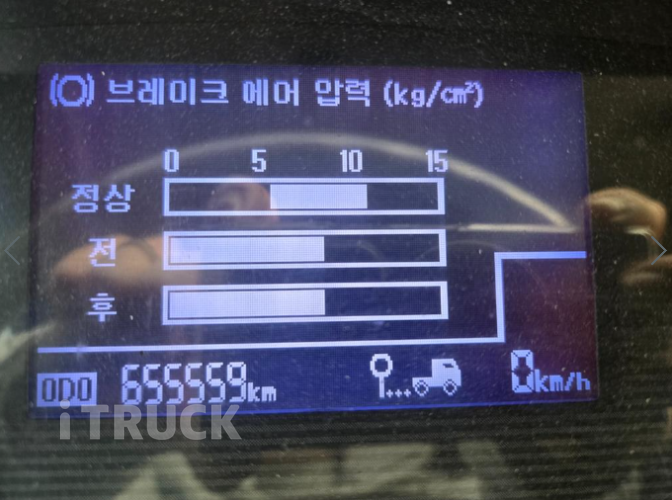 브레이크 에어 압력 (kg/cm²)
0 5 10 15
정상
전
후
ODO 655559km 0km/h
iTRUCK